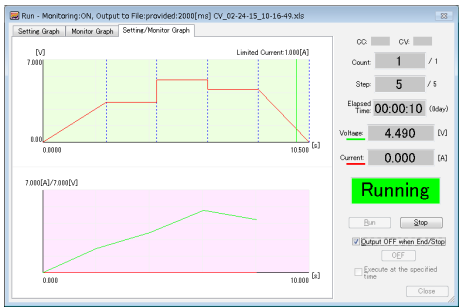 Run - Monitoring:ON, Output to File:provided:2000[ms] CV_02-24-15_10-16-49.xls
Setting Graph Monitor Graph Setting/Monitor Graph
[V] Limited Current:1.000[A]
7.000
0.00
0.0000 10.500 [s]
7.000[A]/7.000[V]
0.000 10.000 [s]
CC: CV:
Count: 1 / 1
Step: 5 / 5
Elapsed Time: 00:00:10 (0day)
Voltage: 4.490 [V]
Current: 0.000 [A]
Running
Run Stop
Output OFF when End/Stop
OFF
Execute at the specified
time
Close